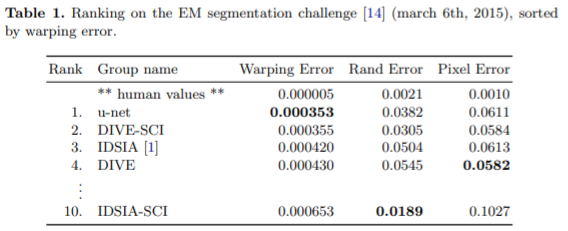 Table 1. Ranking on the EM segmentation challenge [14] (march 6th, 2015), sorted
by warping error.
Rank Group name Warping Error Rand Error Pixel Error
** human values ** 0.000005 0.0021 0.0010
1. u-net 0.000353 0.0382 0.0611
2. DIVE-SCI 0.000355 0.0305 0.0584
3. IDSIA [1] 0.000420 0.0504 0.0613
4. DIVE 0.000430 0.0545 0.0582
⋮
10. IDSIA-SCI 0.000653 0.0189 0.1027